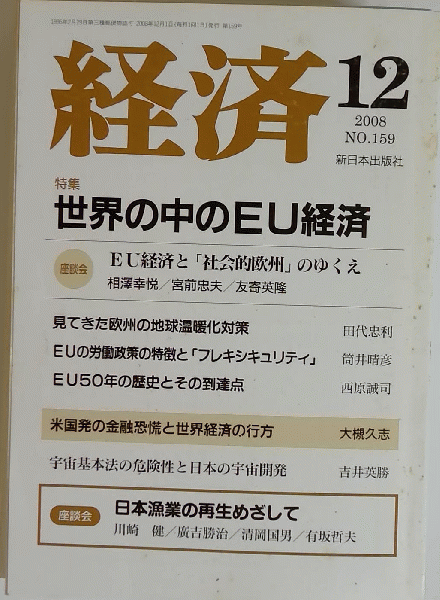 経済
12
2008
NO.159
新日本出版社
特集
世界の中のEU経済
座談会
EU経済と「社会的欧州」のゆくえ
相澤幸悦／宮前忠夫／友寄英隆
見てきた欧州の地球温暖化対策 田代忠利
EUの労働政策の特徴と「フレキシキュリティ」 筒井晴彦
EU50年の歴史とその到達点 西原誠司
米国発の金融恐慌と世界経済の行方 大槻久志
宇宙基本法の危険性と日本の宇宙開発 吉井英勝
座談会
日本漁業の再生めざして
川崎 健／廣吉勝治／清岡国男／有坂哲夫